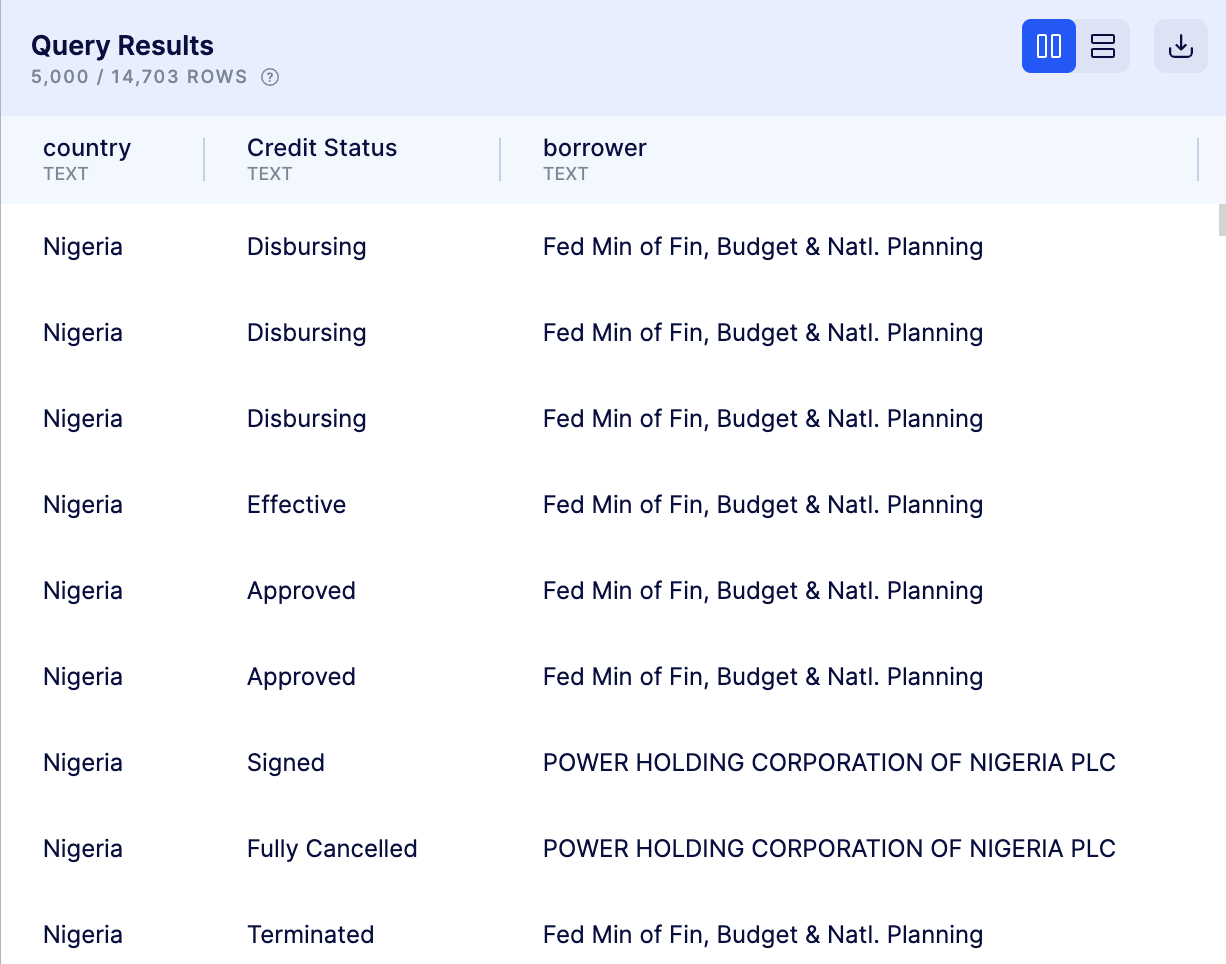 Query Results
5,000 / 14,703 ROWS ?
country Credit Status borrower
TEXT TEXT TEXT
Nigeria Disbursing Fed Min of Fin, Budget & Natl. Planning
Nigeria Disbursing Fed Min of Fin, Budget & Natl. Planning
Nigeria Disbursing Fed Min of Fin, Budget & Natl. Planning
Nigeria Effective Fed Min of Fin, Budget & Natl. Planning
Nigeria Approved Fed Min of Fin, Budget & Natl. Planning
Nigeria Approved Fed Min of Fin, Budget & Natl. Planning
Nigeria Signed POWER HOLDING CORPORATION OF NIGERIA PLC
Nigeria Fully Cancelled POWER HOLDING CORPORATION OF NIGERIA PLC
Nigeria Terminated Fed Min of Fin, Budget & Natl. Planning